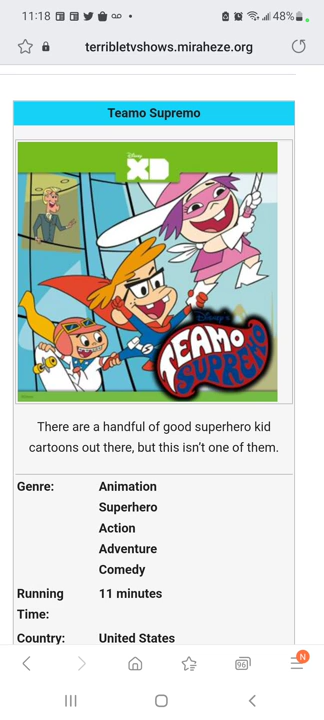 11:18 48%
terribletvshows.miraheze.org
Teamo Supremo
Disney
XD
Disney's
TEAMO
SUPREMO
There are a handful of good superhero kid
cartoons out there, but this isn't one of them.
Genre: Animation
Superhero
Action
Adventure
Comedy
Running 11 minutes
Time:
Country: United States
96 N